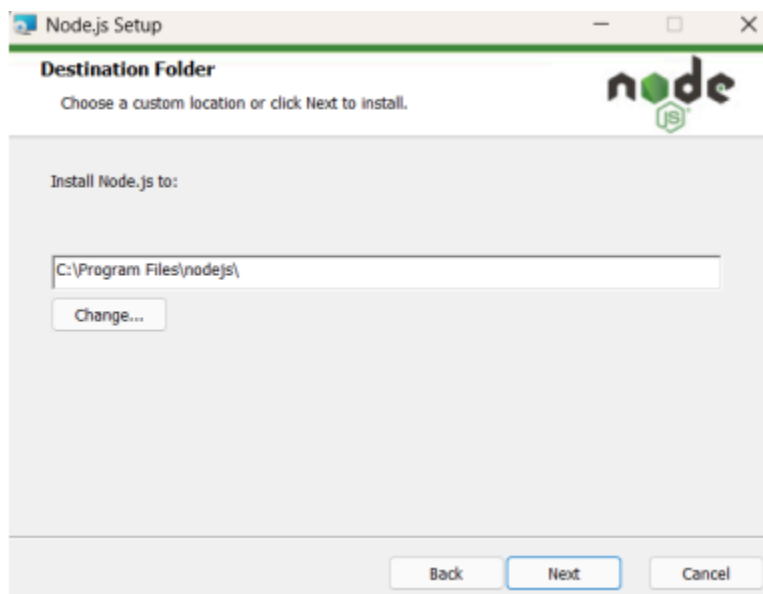 Node.js Setup
Destination Folder
Choose a custom location or click Next to install.
node
JS
Install Node.js to:
C:\Program Files\nodejs\
Change...
Back
Next
Cancel